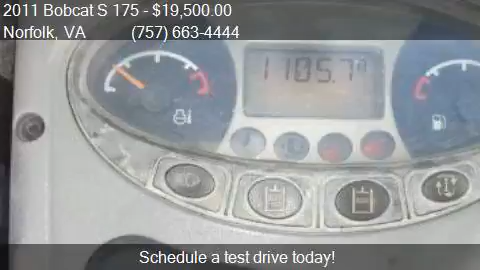 2011 Bobcat S 175 - $19,500.00
Norfolk, VA (757) 663-4444
1105.7
Schedule a test drive today!